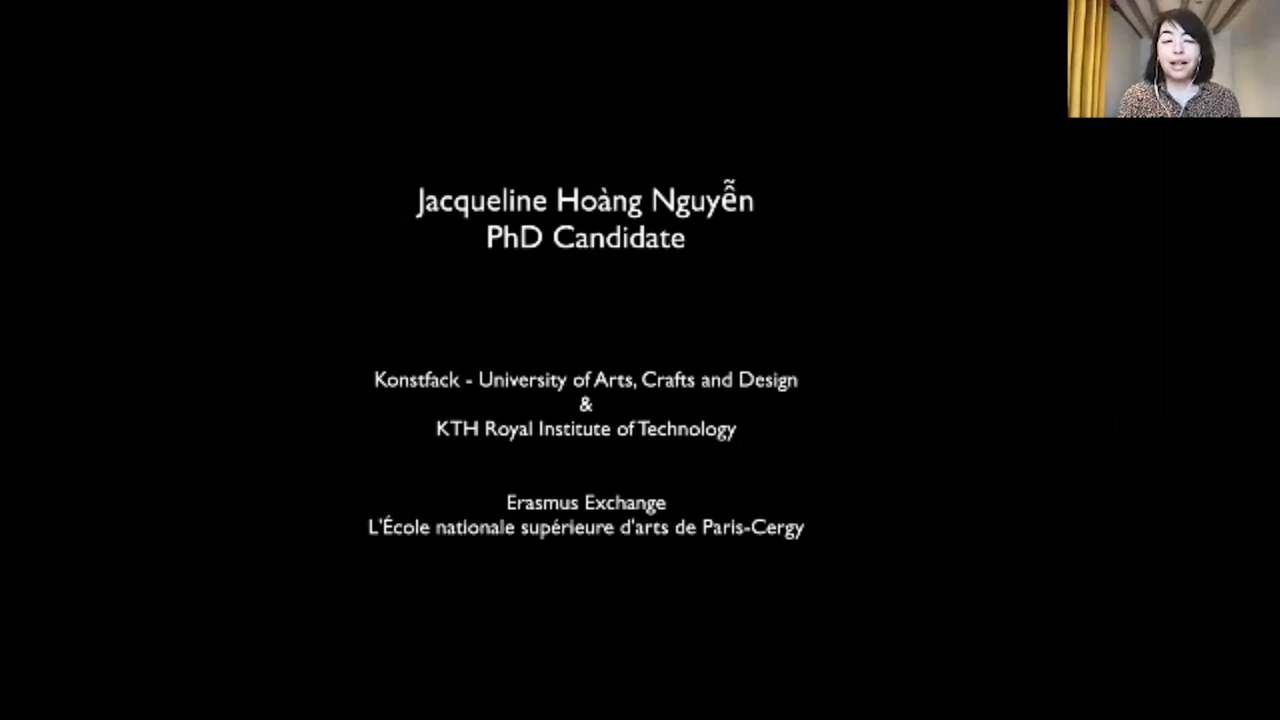 Jacqueline Hoàng Nguyễn
PhD Candidate
Konstfack - University of Arts, Crafts and Design
&
KTH Royal Institute of Technology
Erasmus Exchange
L'École nationale supérieure d'arts de Paris-Cergy